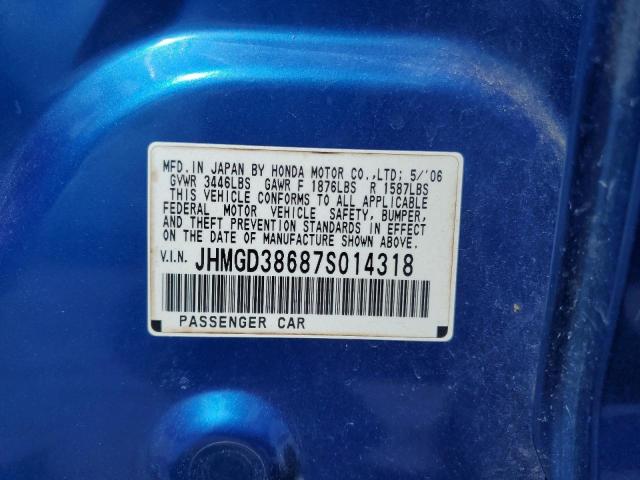 MFD. IN JAPAN BY HONDA MOTOR CO.,LTD; 5/'06
GVWR 3446LBS GAWR F 1876LBS R 1587LBS
THIS VEHICLE CONFORMS TO ALL APPLICABLE
FEDERAL MOTOR VEHICLE SAFETY, BUMPER,
AND THEFT PREVENTION STANDARDS IN EFFECT
ON THE DATE OF MANUFACTURE SHOWN ABOVE.
V.I.N. JHMGD38687S014318
PASSENGER CAR